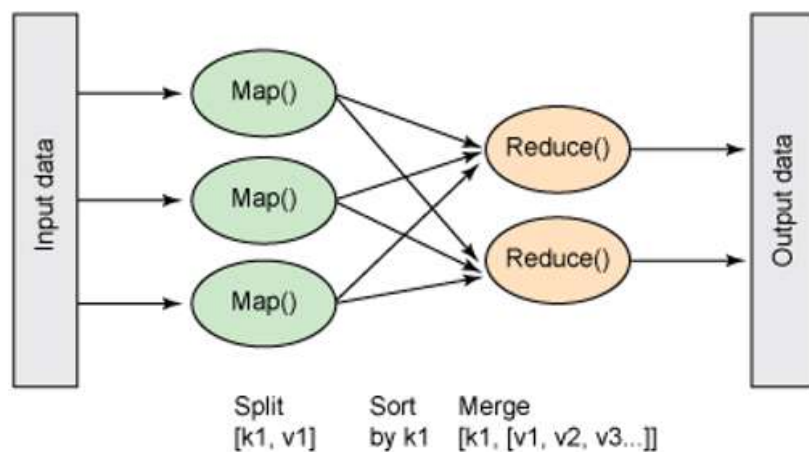 Input data
Map()
Map()
Map()
Reduce()
Reduce()
Output data
Split
[k1, v1]
Sort
by k1
Merge
[k1, [v1, v2, v3...]]